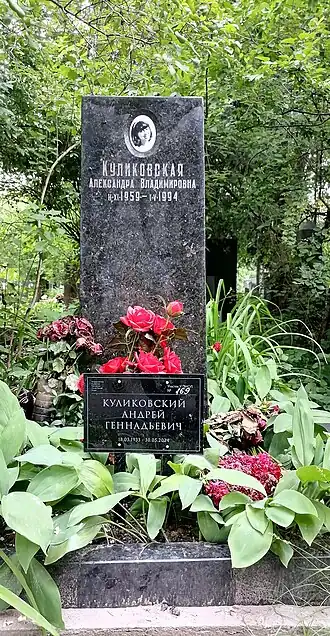 КУЛИКОВСКАЯ
АЛЕКСАНДРА ВЛАДИМИРОВНА
1959 — 1994
169
КУЛИКОВСКИЙ
АНДРЕЙ
ГЕННАДЬЕВИЧ